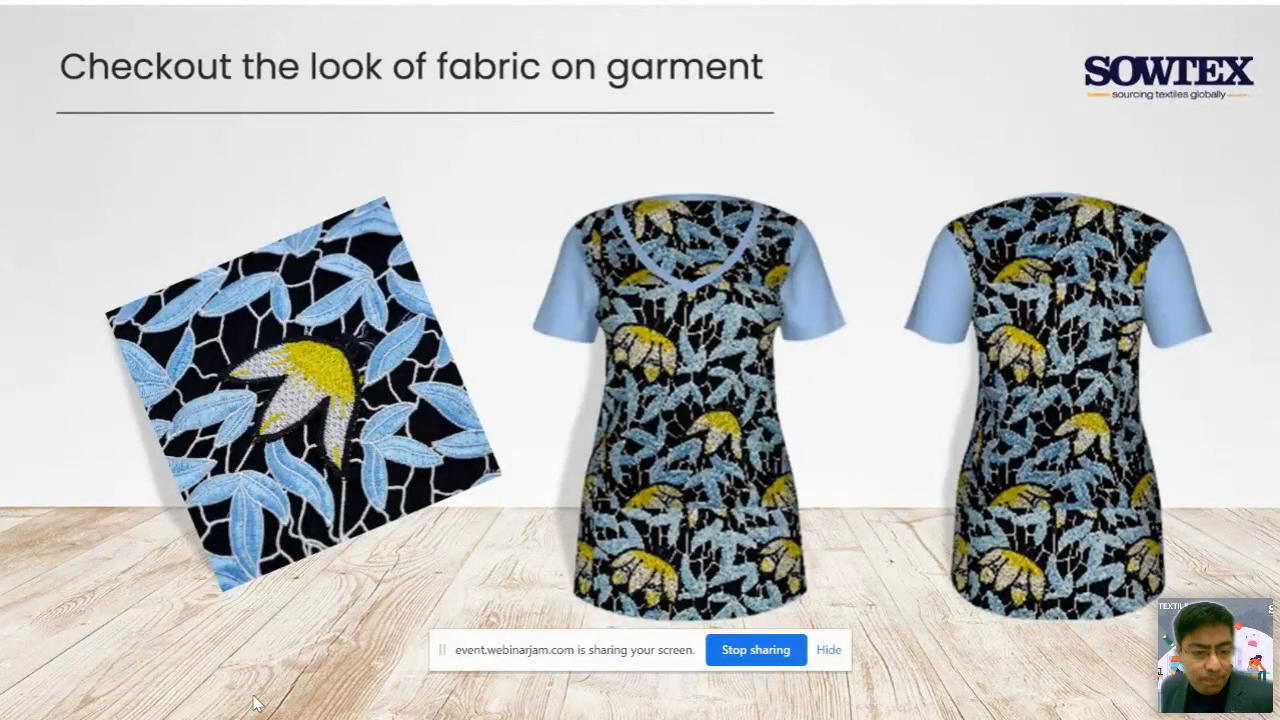 Checkout the look of fabric on garment
SOWTEX
sourcing textiles globally
event.webinarjam.com is sharing your screen.
Stop sharing
Hide